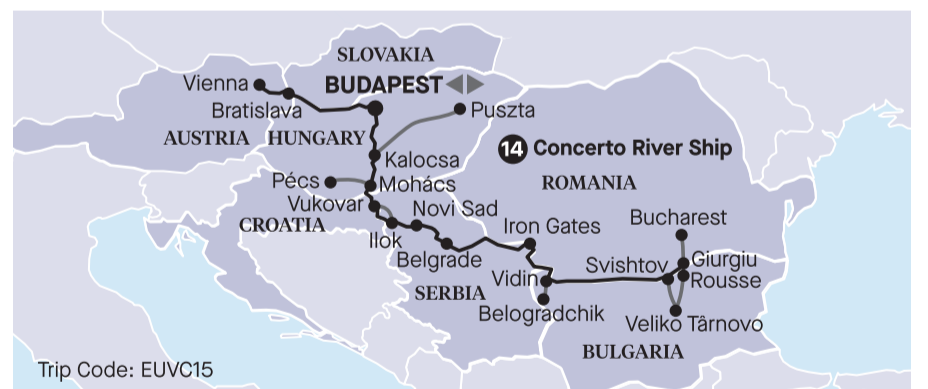 SLOVAKIA
Vienna
BUDAPEST
Bratislava
Puszta
AUSTRIA
HUNGARY
14 Concerto River Ship
Kalocsa
Pécs
Mohács
ROMANIA
Vukovar
Novi Sad
Bucharest
CROATIA
Iron Gates
Ilok
Belgrade
Svishtov
Giurgiu
Vidin
Rousse
SERBIA
Belogradchik
Veliko Târnovo
BULGARIA
Trip Code: EUVC15